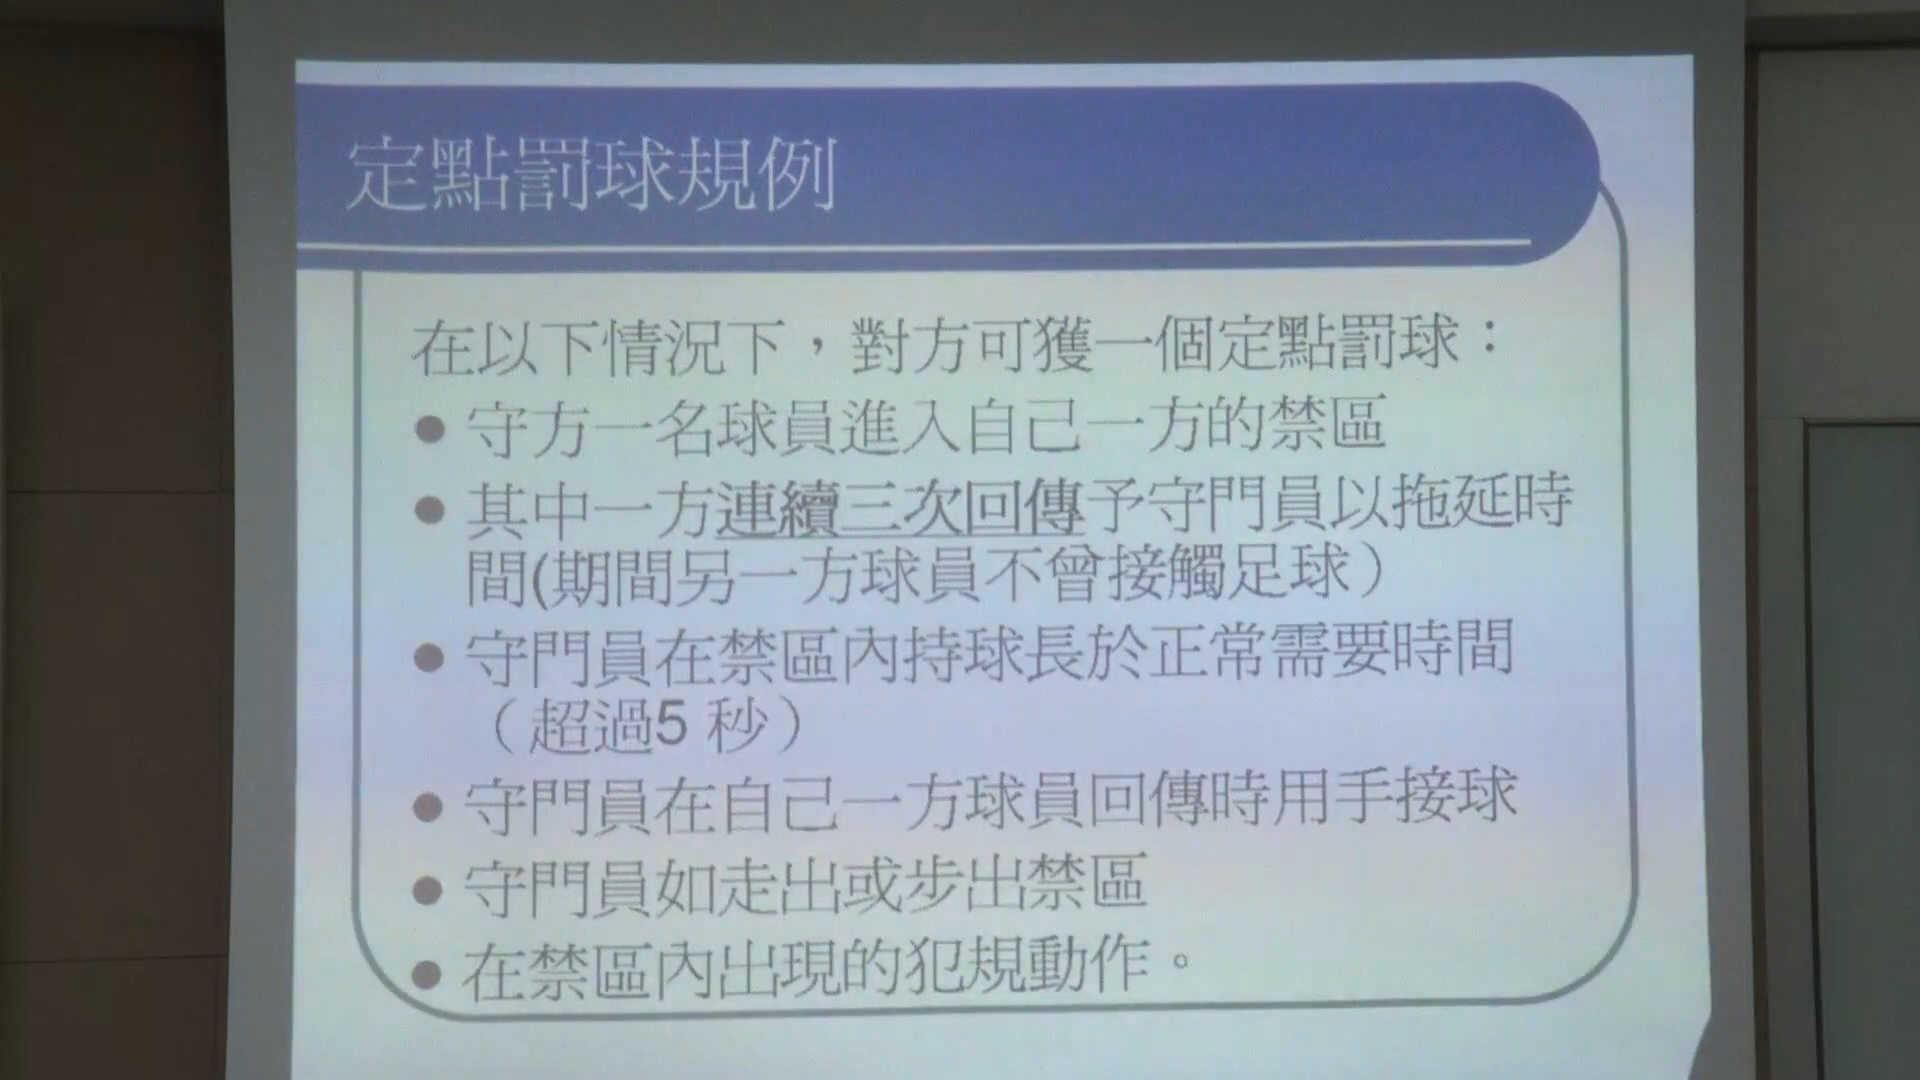 定點罰球規例
在以下情況下，對方可獲一個定點罰球：
● 守方一名球員進入自己一方的禁區
● 其中一方連續三次回傳予守門員以拖延時
間(期間另一方球員不曾接觸足球）
● 守門員在禁區內持球長於正常需要時間
（超過5 秒）
● 守門員在自己一方球員回傳時用手接球
● 守門員如走出或步出禁區
● 在禁區內出現的犯規動作。